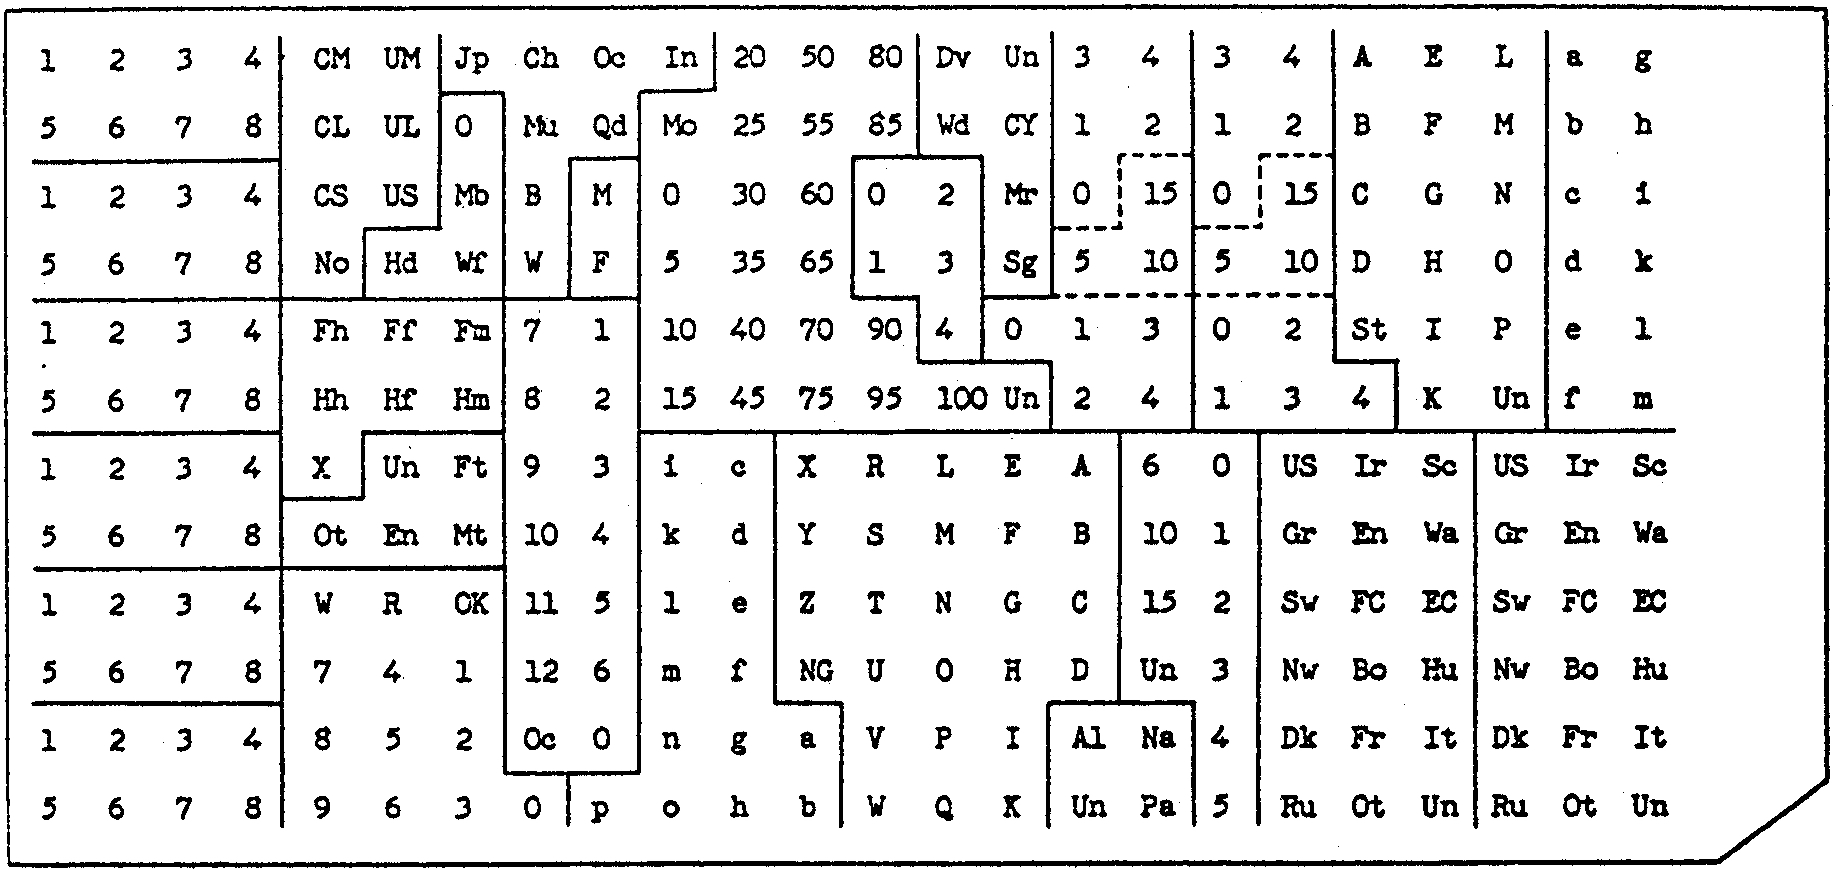 1 2 3 4 CM UM Jp Ch Oc In 20 50 80 Dv Un 3 4 3 4 A E L a g
5 6 7 8 CL UL O Mu Qd Mo 25 55 85 Wd CY 1 2 1 2 B F M b h
1 2 3 4 CS US Mb B M 0 30 60 0 2 Mr 0 15 0 15 C G N c i
5 6 7 8 No Hd Wf W F 5 35 65 1 3 Sg 5 10 5 10 D H O d k
1 2 3 4 Fh Ff Fm 7 1 10 40 70 90 4 0 1 3 0 2 St I P e l
5 6 7 8 Hh Hf Hm 8 2 15 45 75 95 100 Un 2 4 1 3 4 K Un f m
1 2 3 4 X Un Ft 9 3 i c X R L E A 6 0 US Ir Sc US Ir Sc
5 6 7 8 Ot En Mt 10 4 k d Y S M F B 10 1 Gr En Wa Gr En Wa
1 2 3 4 W R OK 11 5 l e Z T N G C 15 2 Sw FC EC Sw FC EC
5 6 7 8 7 4 1 12 6 m f NG U O H D Un 3 Nw Bo Hu Nw Bo Hu
1 2 3 4 8 5 2 Oc 0 n g a V P I Al Na 4 Dk Fr It Dk Fr It
5 6 7 8 9 6 3 0 p o h b W Q K Un Pa 5 Ru Ot Un Ru Ot Un